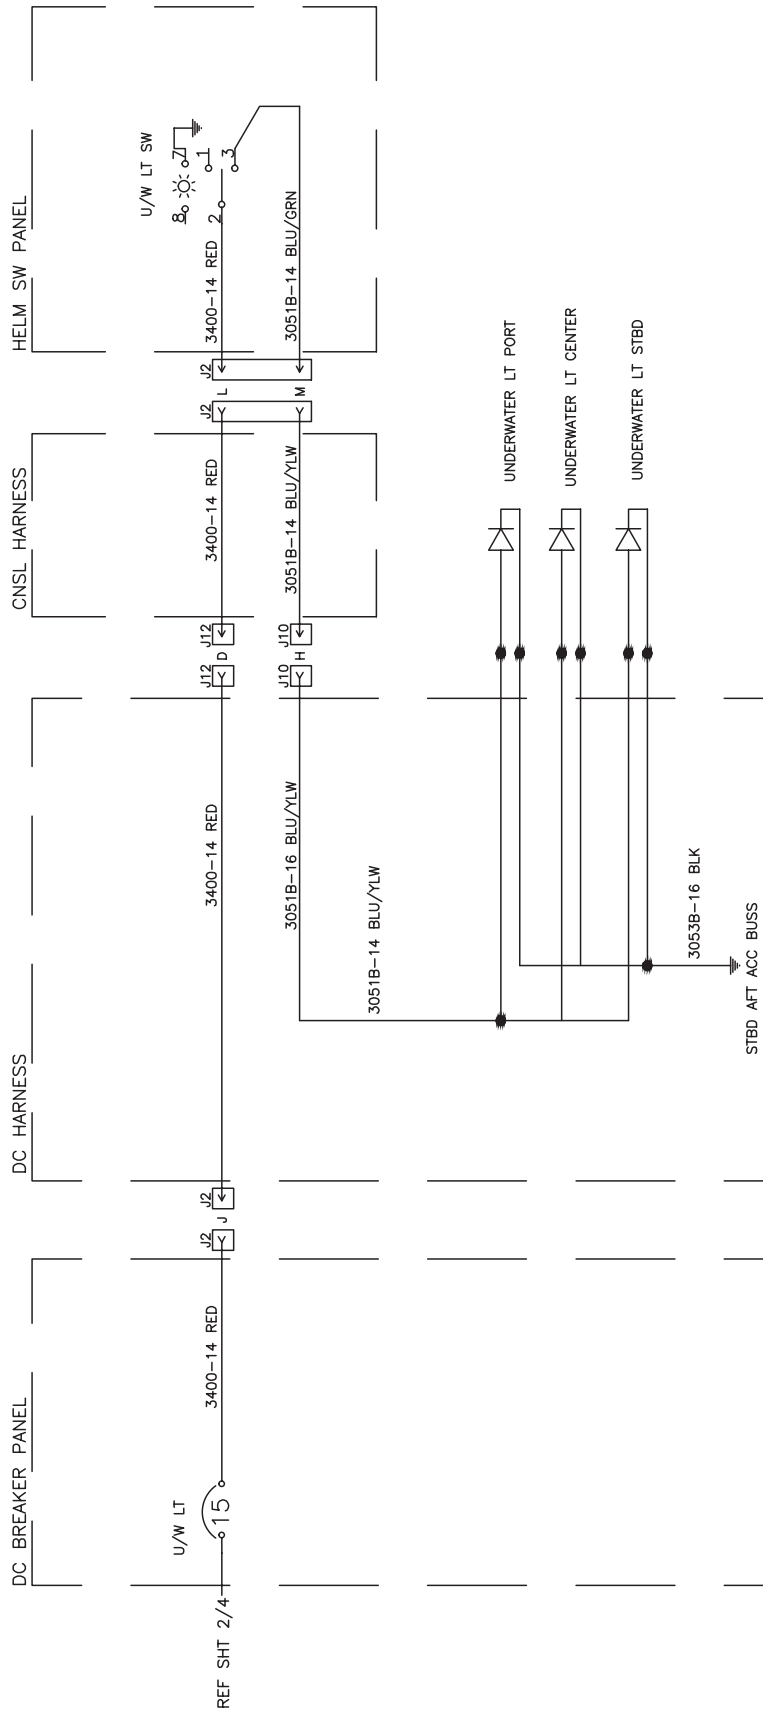 REF SHT 2/4
DC BREAKER PANEL
U/W LT
15
3400-14 RED
J2
J
J2
DC HARNESS
3400-14 RED
3051B-16 BLU/YLW
3051B-14 BLU/YLW
3053B-16 BLK
STBD AFT ACC BUSS
J12
D
J12
J10
H
J10
CNSL HARNESS
3400-14 RED
3051B-14 BLU/YLW
J2
L
J2
M
HELM SW PANEL
3400-14 RED
3051B-14 BLU/GRN
U/W LT SW
8
7
2
1
3
UNDERWATER LT PORT
UNDERWATER LT CENTER
UNDERWATER LT STBD